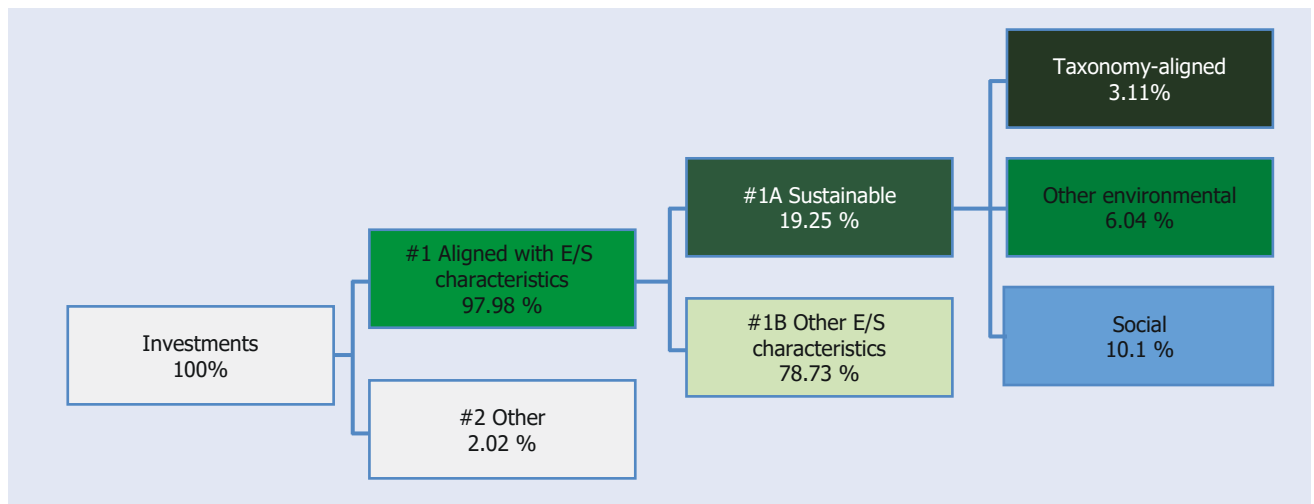 Investments
100%
#1 Aligned with E/S
characteristics
97.98 %
#2 Other
2.02 %
#1A Sustainable
19.25 %
#1B Other E/S
characteristics
78.73 %
Taxonomy-aligned
3.11%
Other environmental
6.04 %
Social
10.1 %